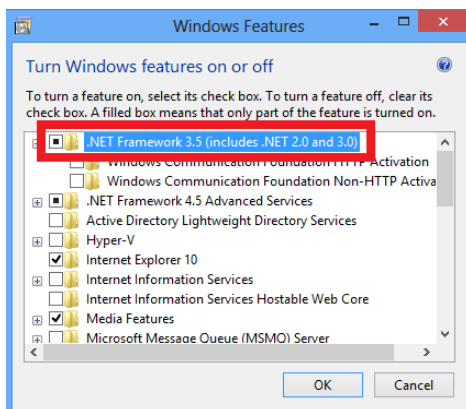 Windows Features
Turn Windows features on or off
To turn a feature on, select its check box. To turn a feature off, clear its
check box. A filled box means that only part of the feature is turned on.
.NET Framework 3.5 (includes .NET 2.0 and 3.0)
Windows Communication Foundation HTTP Activation
Windows Communication Foundation Non-HTTP Activa
.NET Framework 4.5 Advanced Services
Active Directory Lightweight Directory Services
Hyper-V
Internet Explorer 10
Internet Information Services
Internet Information Services Hostable Web Core
Media Features
Microsoft Message Queue (MSMQ) Server
OK Cancel